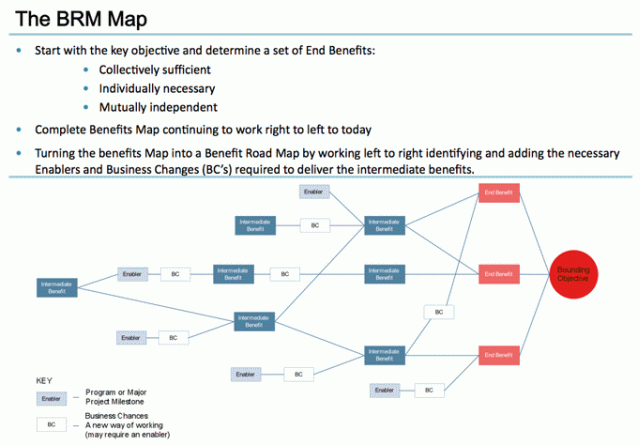 The BRM Map
Start with the key objective and determine a set of End Benefits:
Collectively sufficient
Individually necessary
Mutually independent
Complete Benefits Map continuing to work right to left to today
Turning the benefits Map into a Benefit Road Map by working left to right identifying and adding the necessary
Enablers and Business Changes (BC's) required to deliver the intermediate benefits.
Enabler
End Benefit
Intermediate
Benefit
BC
Intermediate
Benefit
Enabler
BC
Intermediate
Benefit
BC
Intermediate
Benefit
End Benefit
Bounding
Objective
Intermediate
Benefit
BC
Intermediate
Benefit
Enabler
BC
Intermediate
Benefit
End Benefit
Enabler
BC
Enabler
BC
KEY
Enabler
Program or Major
Project Milestone
BC
Business Chances
A new way of working
(may require an enabler)